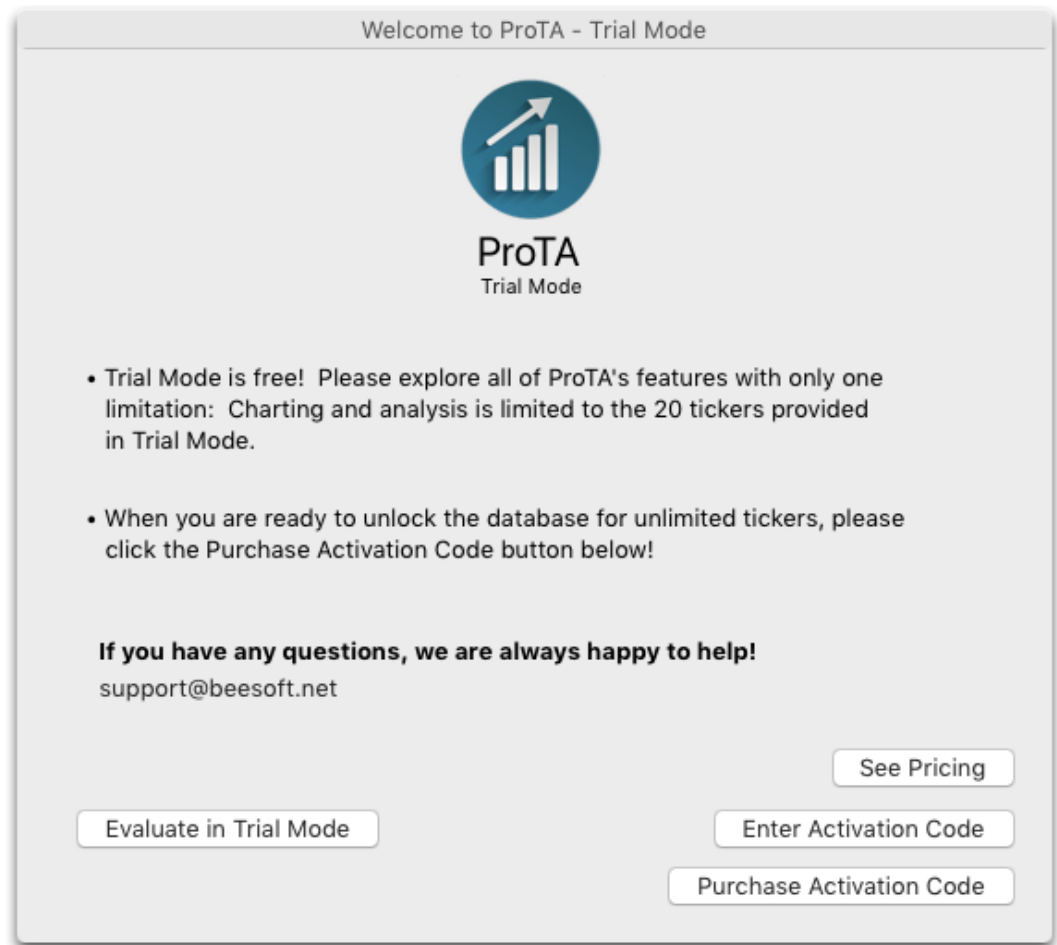 Welcome to ProTA - Trial Mode
ProTA
Trial Mode
• Trial Mode is free!  Please explore all of ProTA's features with only one
limitation:  Charting and analysis is limited to the 20 tickers provided
in Trial Mode.
• When you are ready to unlock the database for unlimited tickers, please
click the Purchase Activation Code button below!
If you have any questions, we are always happy to help!
support@beesoft.net
See Pricing
Evaluate in Trial Mode
Enter Activation Code
Purchase Activation Code